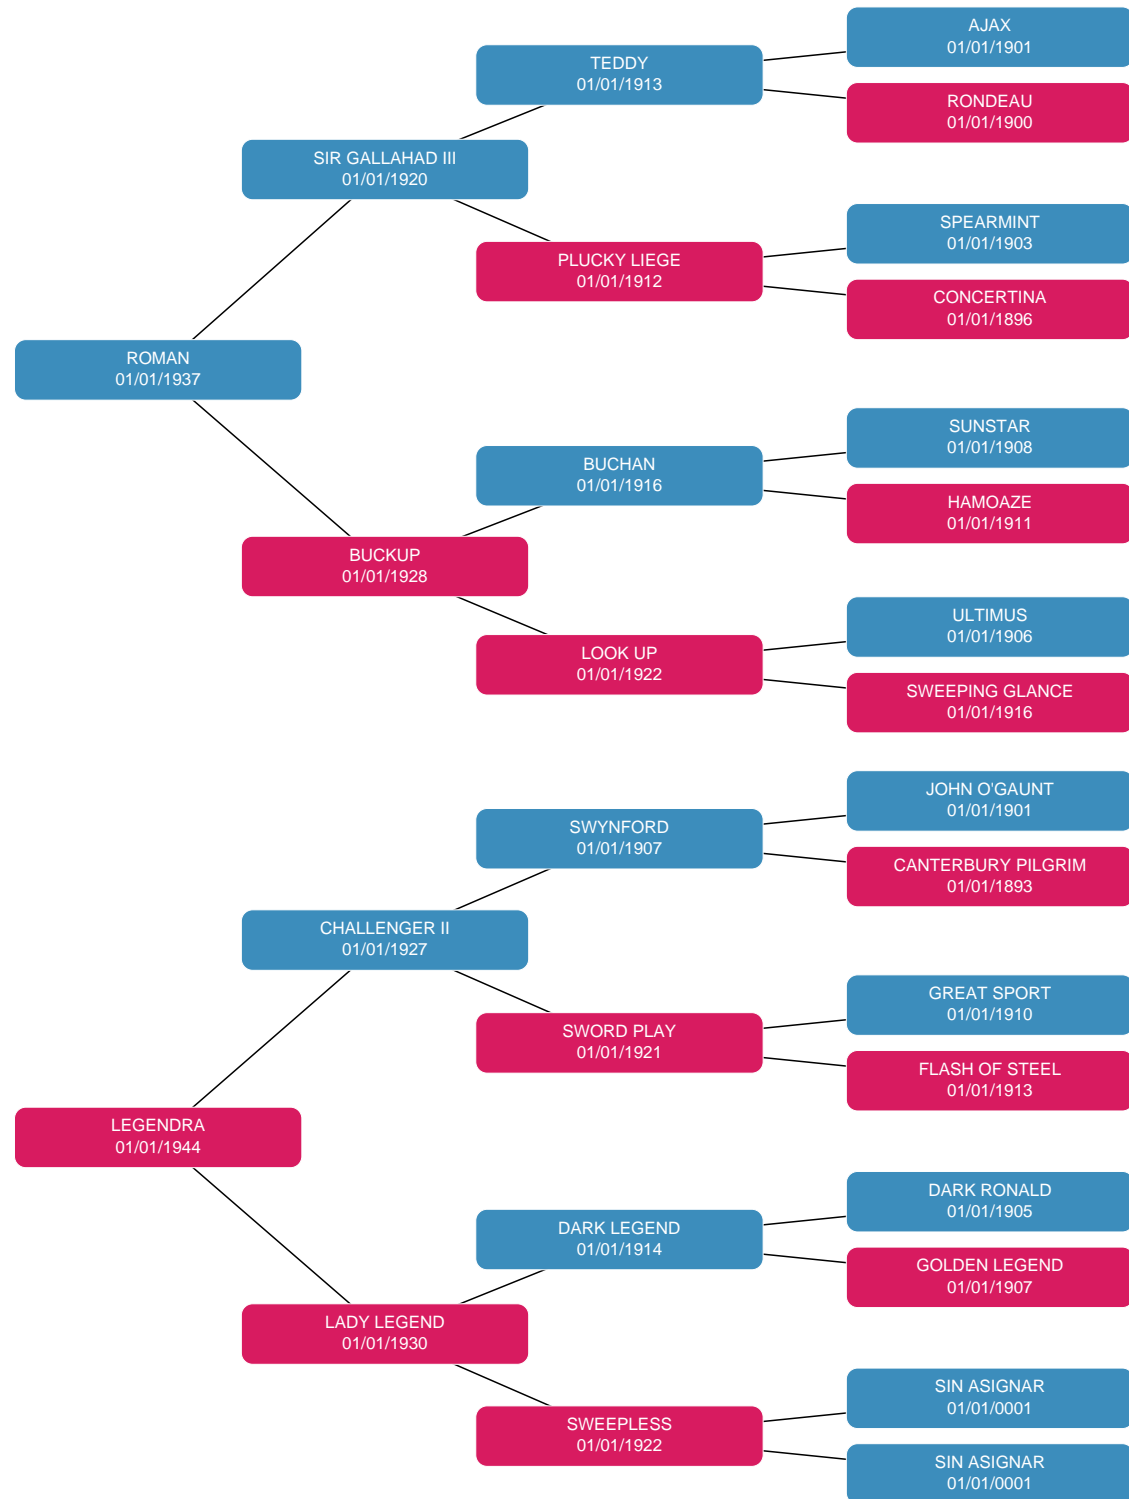 AJAX
01/01/1901
TEDDY
01/01/1913
RONDEAU
01/01/1900
SIR GALLAHAD III
01/01/1920
SPEARMINT
01/01/1903
PLUCKY LIEGE
01/01/1912
CONCERTINA
01/01/1896
ROMAN
01/01/1937
SUNSTAR
01/01/1908
BUCHAN
01/01/1916
HAMOAZE
01/01/1911
BUCKUP
01/01/1928
ULTIMUS
01/01/1906
LOOK UP
01/01/1922
SWEEPING GLANCE
01/01/1916
JOHN O'GAUNT
01/01/1901
SWYNFORD
01/01/1907
CANTERBURY PILGRIM
01/01/1893
CHALLENGER II
01/01/1927
GREAT SPORT
01/01/1910
SWORD PLAY
01/01/1921
FLASH OF STEEL
01/01/1913
LEGENDRA
01/01/1944
DARK RONALD
01/01/1905
DARK LEGEND
01/01/1914
GOLDEN LEGEND
01/01/1907
LADY LEGEND
01/01/1930
SIN ASIGNAR
01/01/0001
SWEEPLESS
01/01/1922
SIN ASIGNAR
01/01/0001